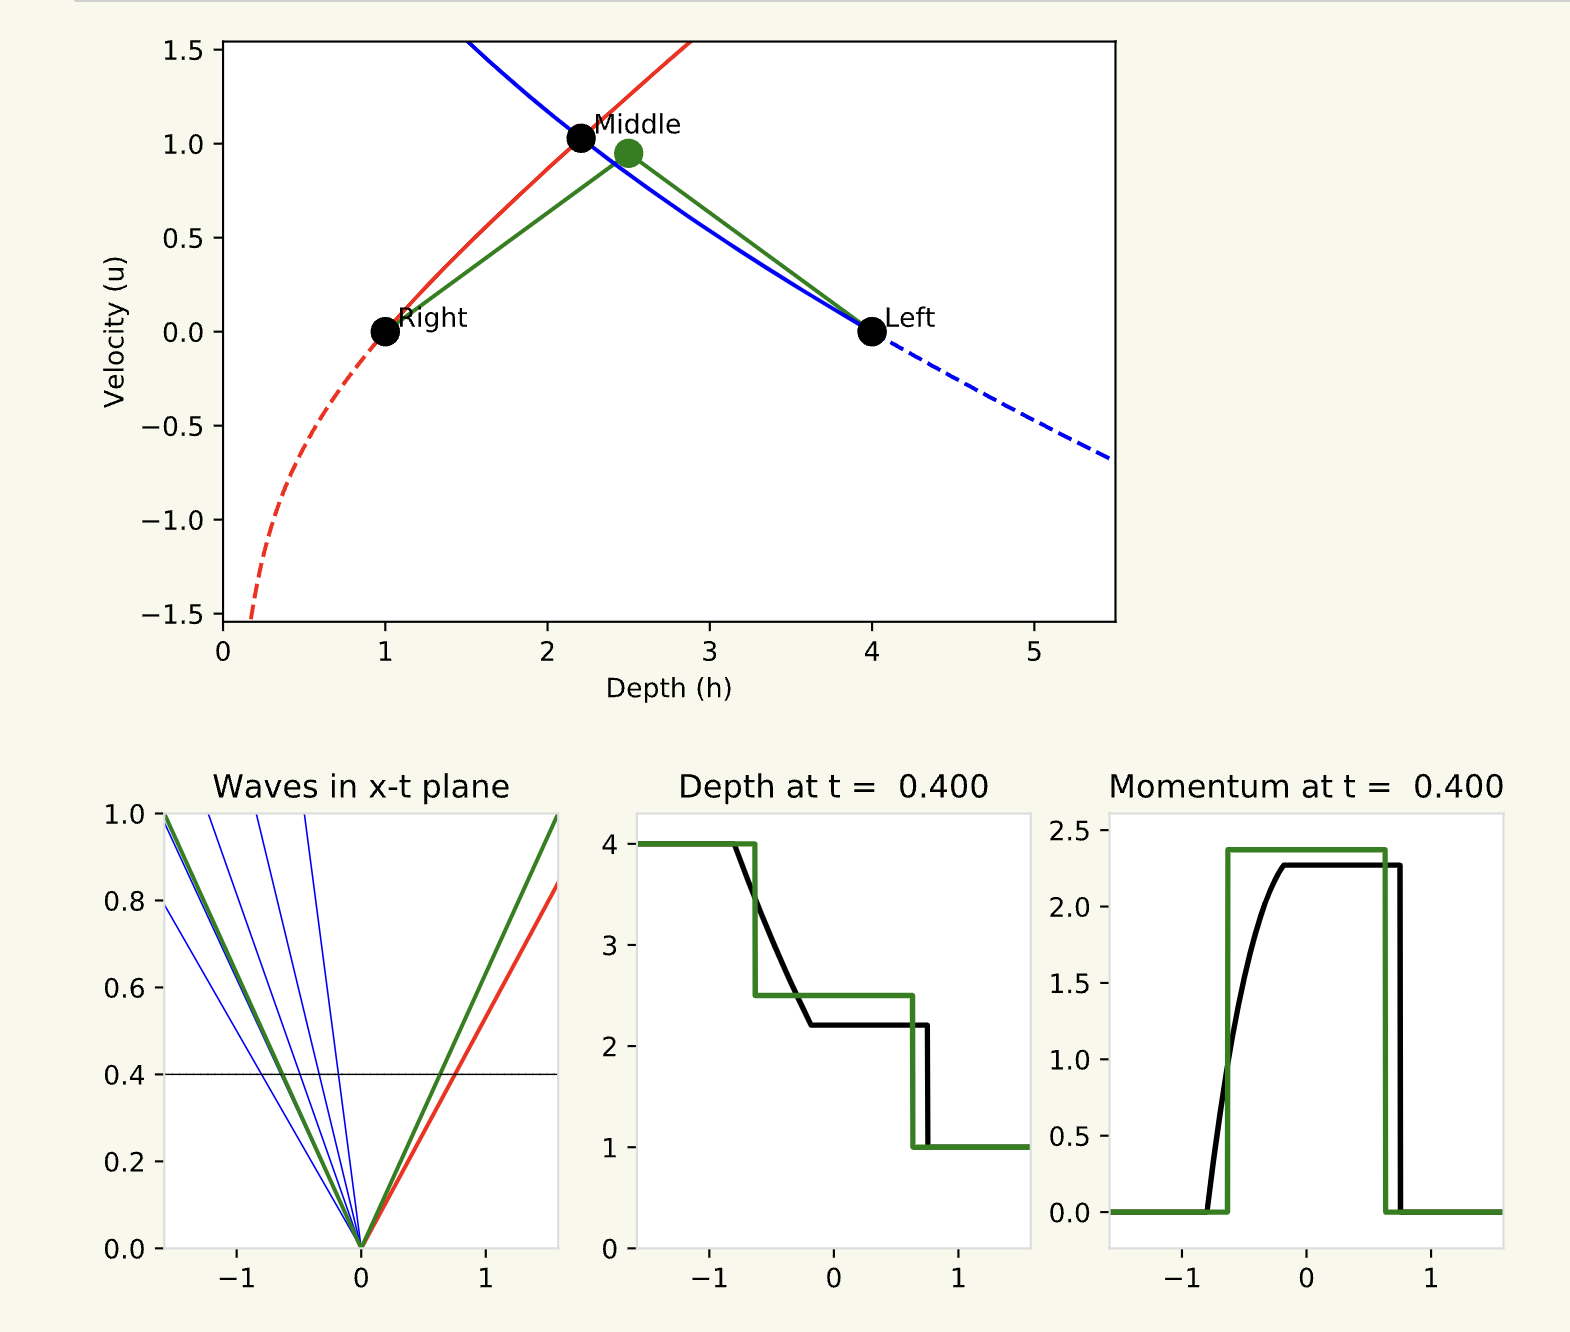 1.5
1.0
0.5
0.0
−0.5
−1.0
−1.5
Velocity (u)
Middle
Right
Left
0 1 2 3 4 5
Depth (h)
Waves in x-t plane
1.0
0.8
0.6
0.4
0.2
0.0
−1 0 1
Depth at t = 0.400
4
3
2
1
0
−1 0 1
Momentum at t = 0.400
2.5
2.0
1.5
1.0
0.5
0.0
−1 0 1